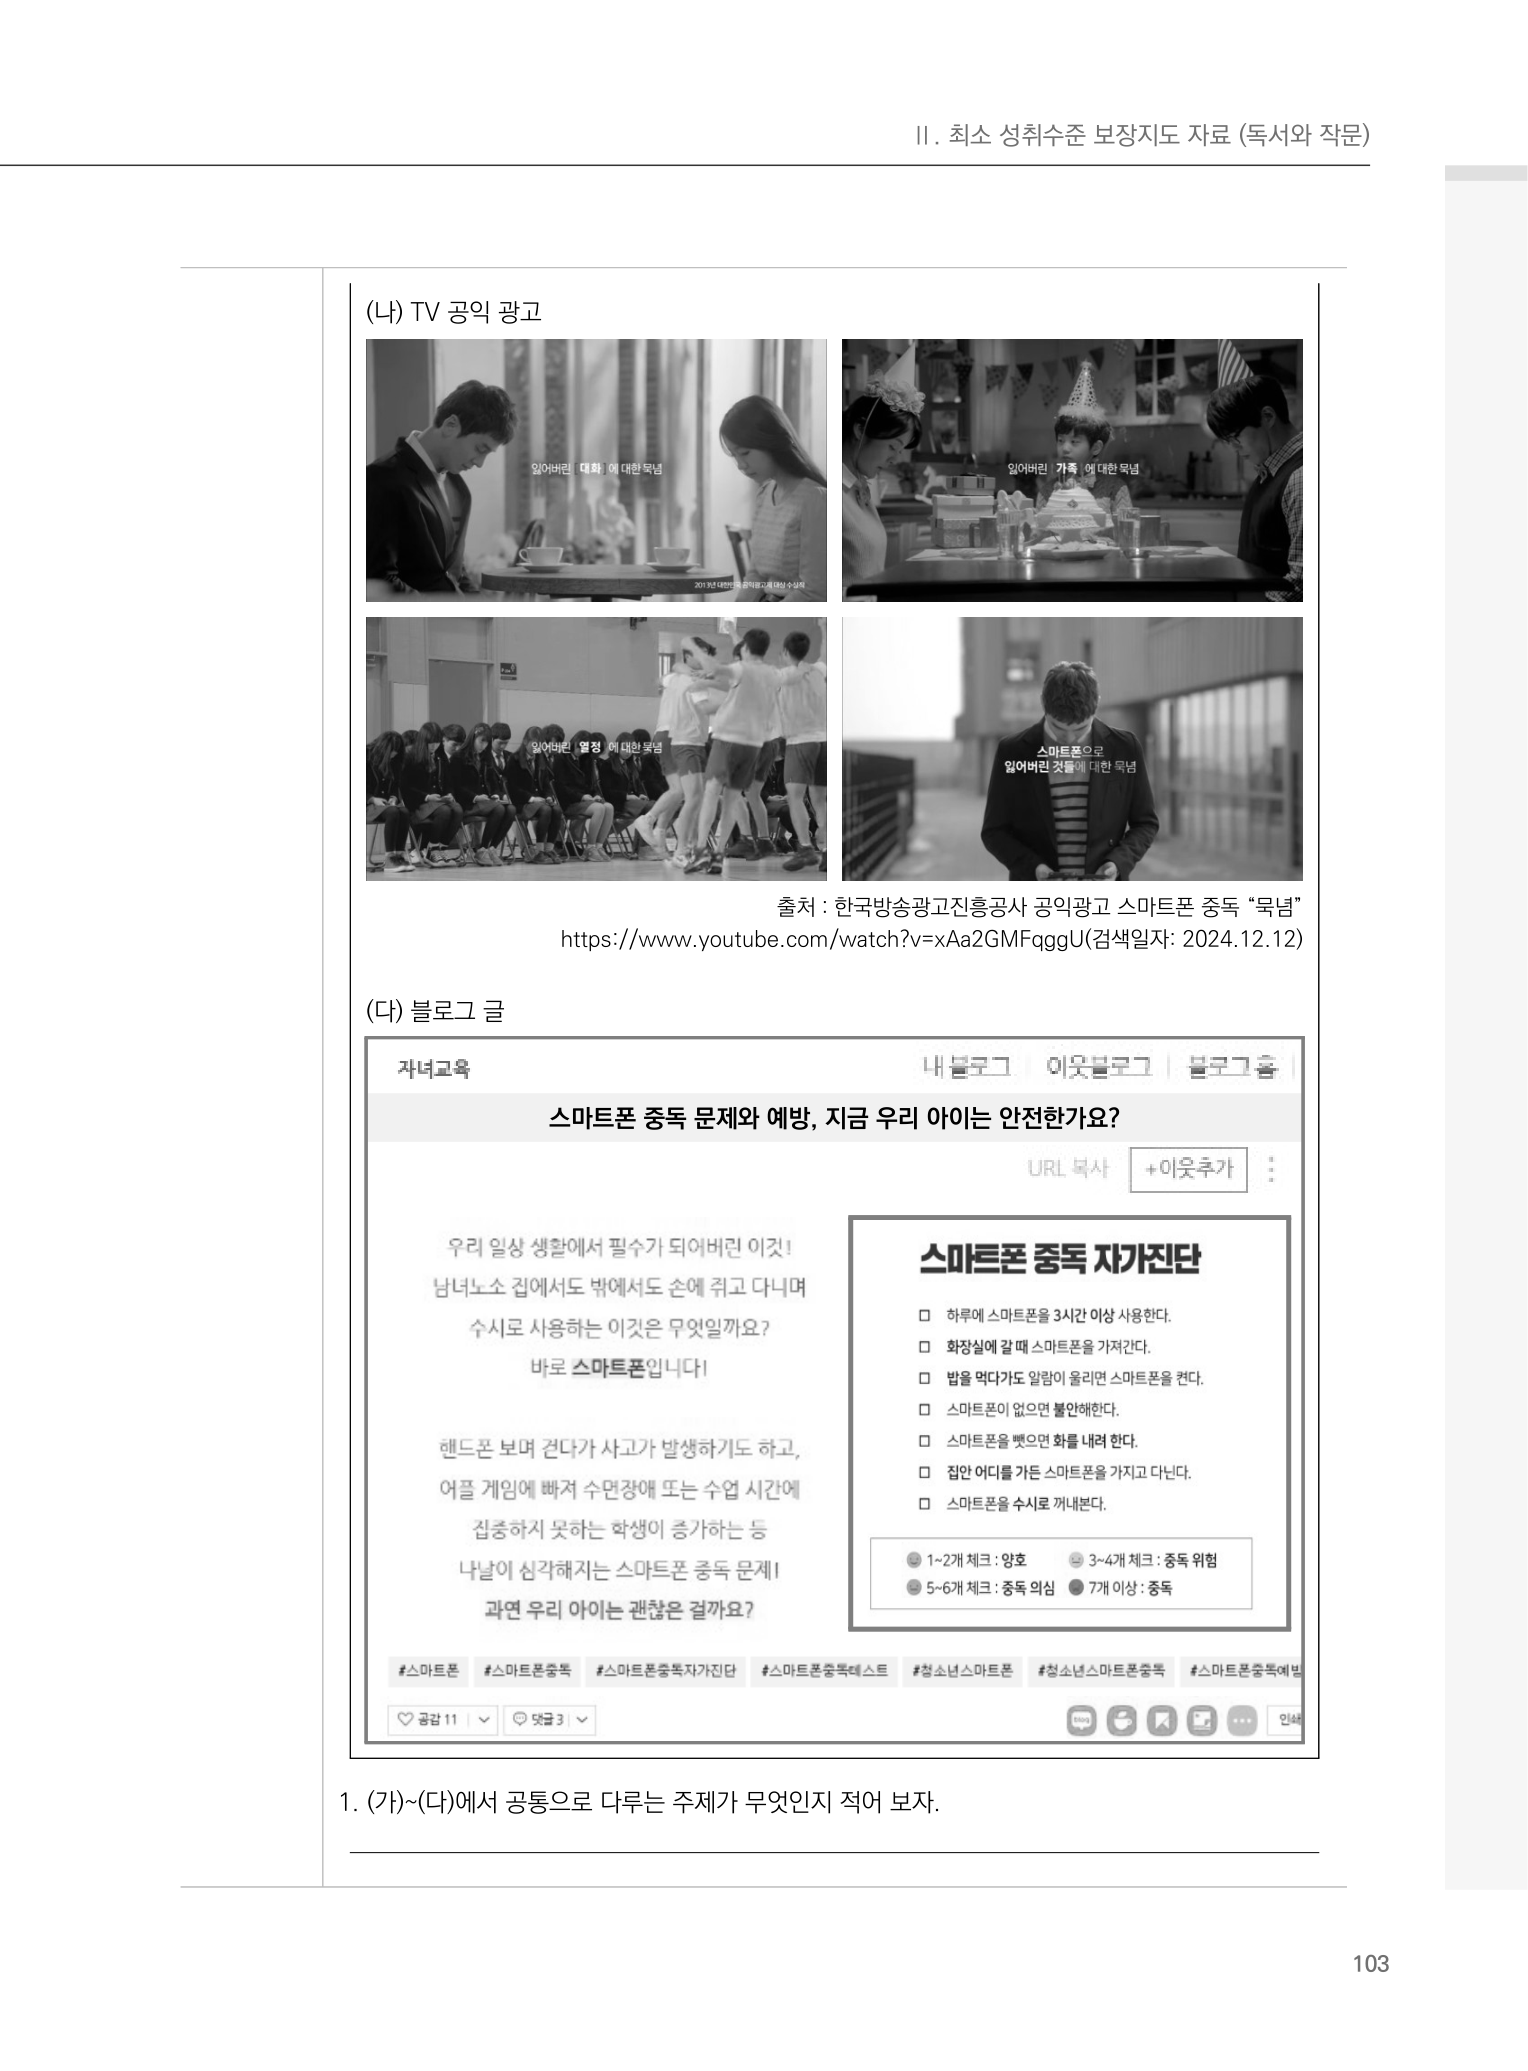 Ⅱ. 최소 성취수준 보장지도 자료 (독서와 작문)
(나) TV 공익 광고
잃어버린 [대화]에 대한 묵념
2013년 대한민국 공익광고제 대상 수상작
잃어버린 [가족]에 대한 묵념
잃어버린 [열정]에 대한 묵념
스마트폰으로
잃어버린 것들에 대한 묵념
출처 : 한국방송광고진흥공사 공익광고 스마트폰 중독 “묵념”
https://www.youtube.com/watch?v=xAa2GMFqggU(검색일자: 2024.12.12)
(다) 블로그 글
자녀교육
내 블로그 | 이웃블로그 | 블로그 홈 |
스마트폰 중독 문제와 예방, 지금 우리 아이는 안전한가요?
URL 복사 +이웃추가
우리 일상 생활에서 필수가 되어버린 이것!
남녀노소 집에서도 밖에서도 손에 쥐고 다니며
수시로 사용하는 이것은 무엇일까요?
바로 스마트폰입니다!
핸드폰 보며 걷다가 사고가 발생하기도 하고,
어플 게임에 빠져 수면장애 또는 수업 시간에
집중하지 못하는 학생이 증가하는 등
나날이 심각해지는 스마트폰 중독 문제!
과연 우리 아이는 괜찮은 걸까요?
스마트폰 중독 자가진단
□ 하루에 스마트폰을 3시간 이상 사용한다.
□ 화장실에 갈 때 스마트폰을 가져간다.
□ 밥을 먹다가도 알람이 울리면 스마트폰을 켠다.
□ 스마트폰이 없으면 불안해한다.
□ 스마트폰을 뺏으면 화를 내려 한다.
□ 집안 어디를 가든 스마트폰을 가지고 다닌다.
□ 스마트폰을 수시로 꺼내본다.
1~2개 체크 : 양호 3~4개 체크 : 중독 위험
5~6개 체크 : 중독 의심 7개 이상 : 중독
#스마트폰 #스마트폰중독 #스마트폰중독자가진단 #스마트폰중독테스트 #청소년스마트폰 #청소년스마트폰중독 #스마트폰중독예방
공감 11 댓글 3 blog 인쇄
1. (가)~(다)에서 공통으로 다루는 주제가 무엇인지 적어 보자.
103